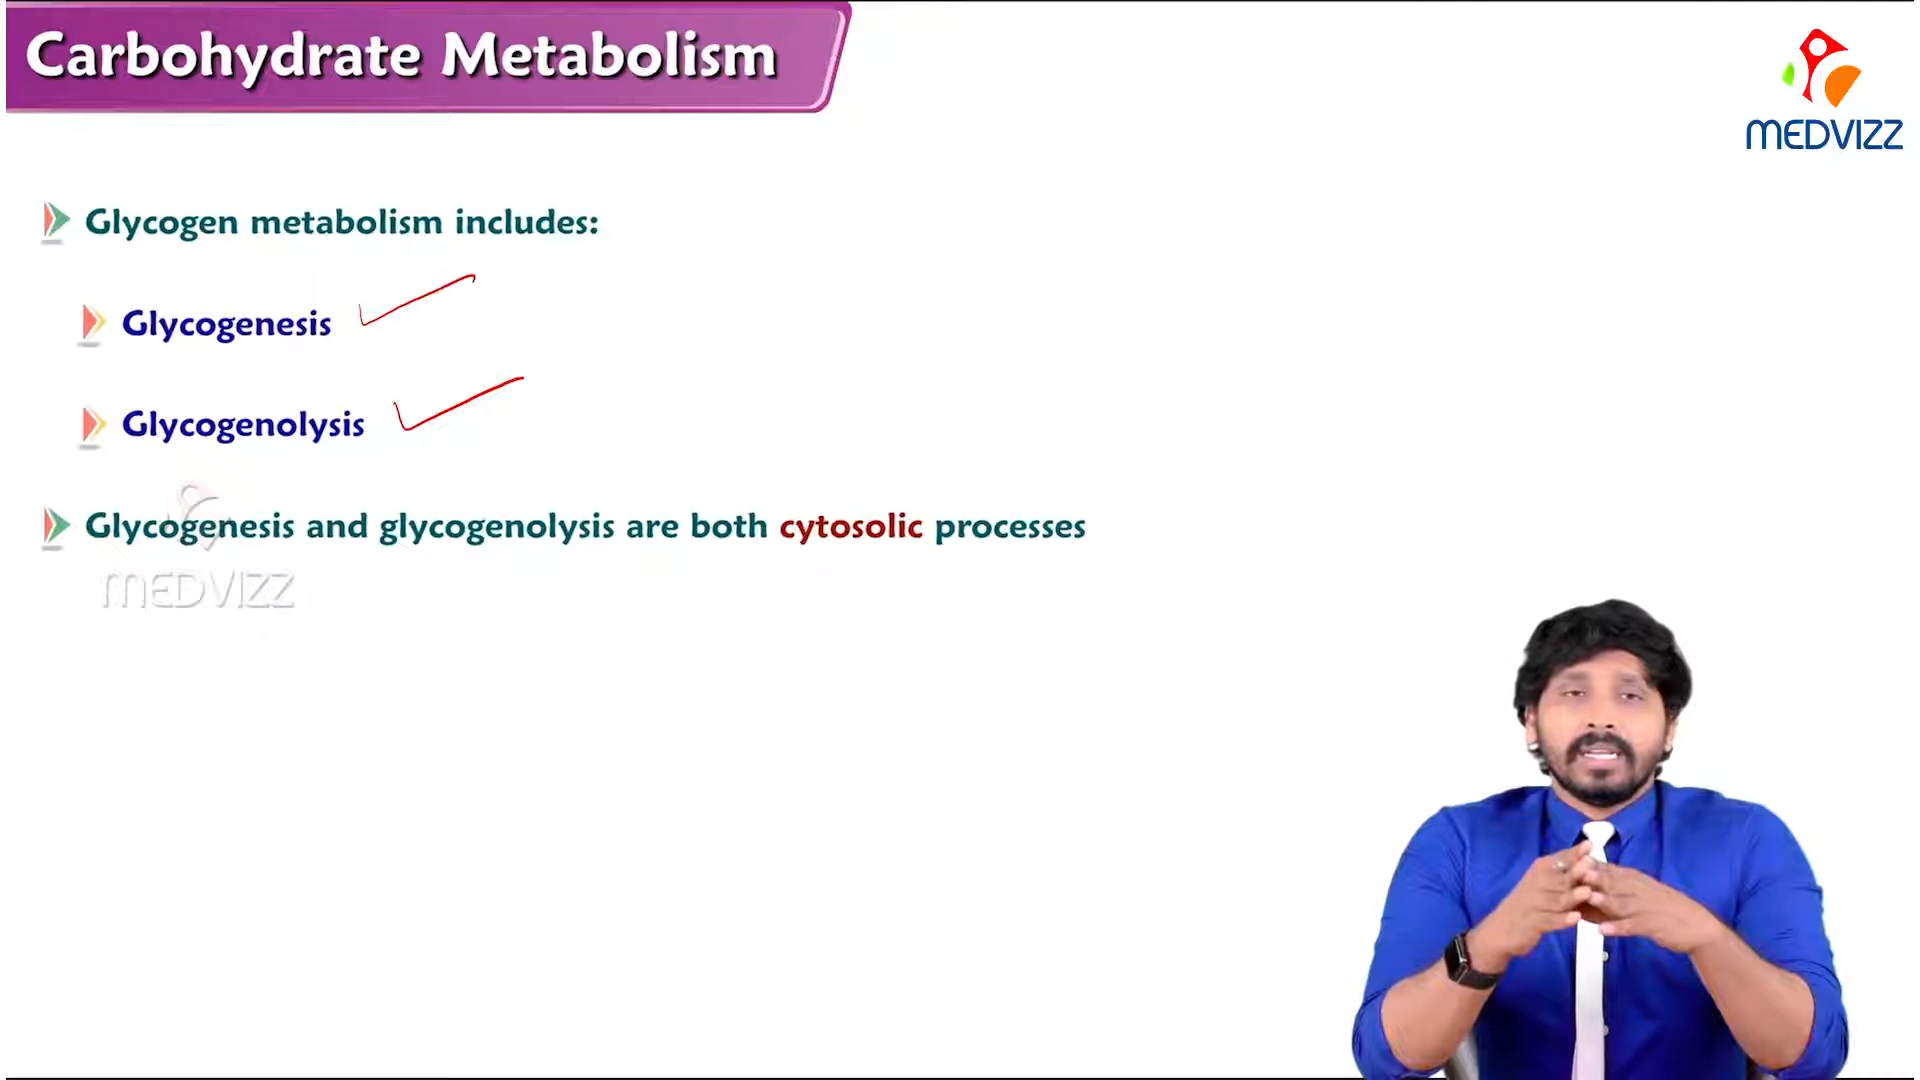 Carbohydrate Metabolism
MEDVIZZ
Glycogen metabolism includes:
Glycogenesis
Glycogenolysis
Glycogenesis and glycogenolysis are both cytosolic processes
MEDVIZZ